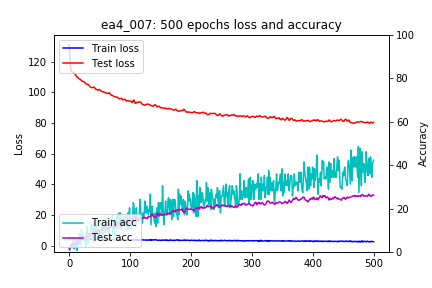 ea4_007: 500 epochs loss and accuracy
Train loss
Test loss
Train acc
Test acc
Loss
Accuracy
120
100
80
60
40
20
0
100
80
60
40
20
0
0
100
200
300
400
500